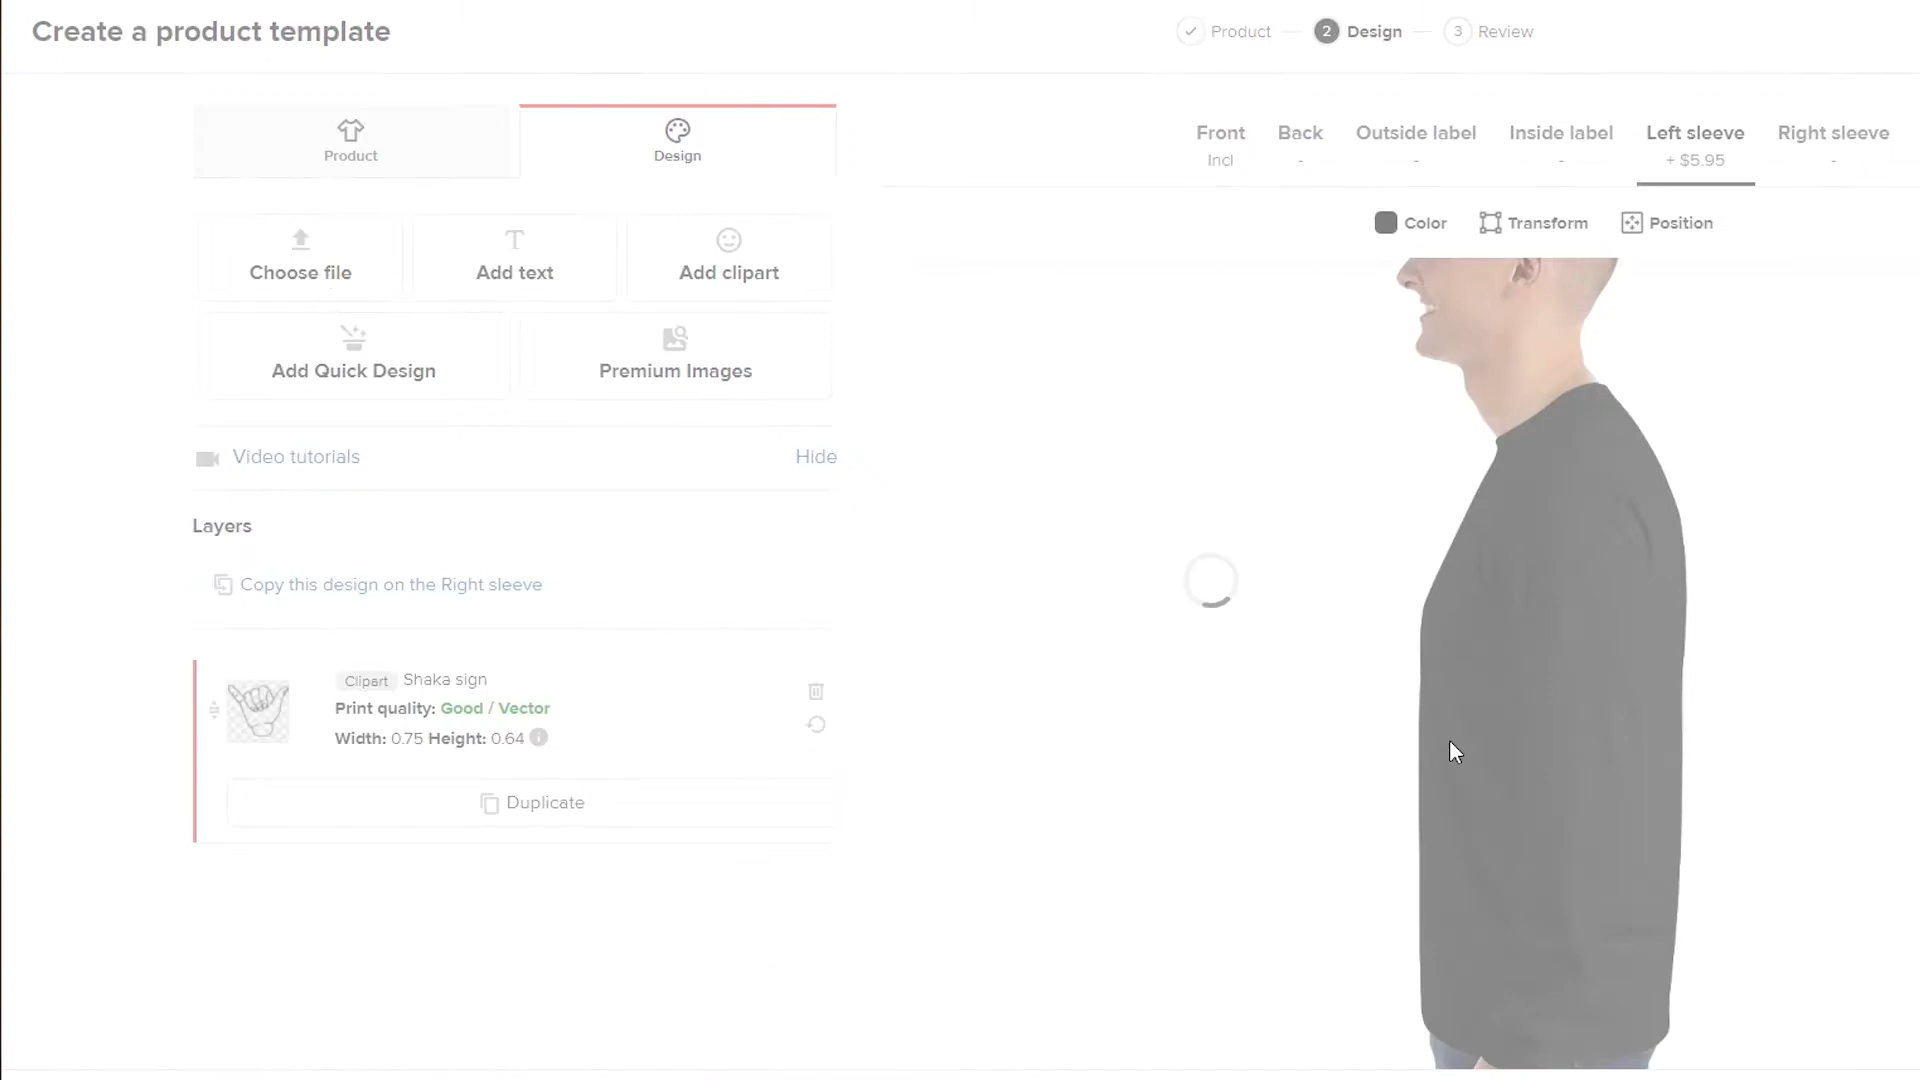 Create a product template
Product
2 Design
3 Review
Product
Design
Front
Incl
Back
-
Outside label
-
Inside label
-
Left sleeve
+ $5.95
Right sleeve
-
Color
Transform
Position
Choose file
Add text
Add clipart
Add Quick Design
Premium Images
Video tutorials
Hide
Layers
Copy this design on the Right sleeve
Clipart Shaka sign
Print quality: Good / Vector
Width: 0.75 Height: 0.64
Duplicate